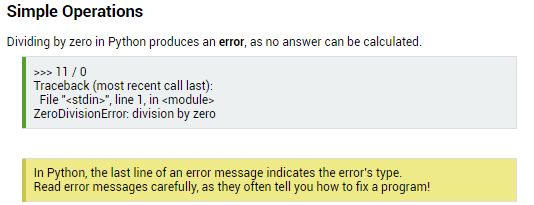 Simple Operations
Dividing by zero in Python produces an error, as no answer can be calculated.
>>> 11 / 0
Traceback (most recent call last):
  File "<stdin>", line 1, in <module>
ZeroDivisionError: division by zero
In Python, the last line of an error message indicates the error's type.
Read error messages carefully, as they often tell you how to fix a program!